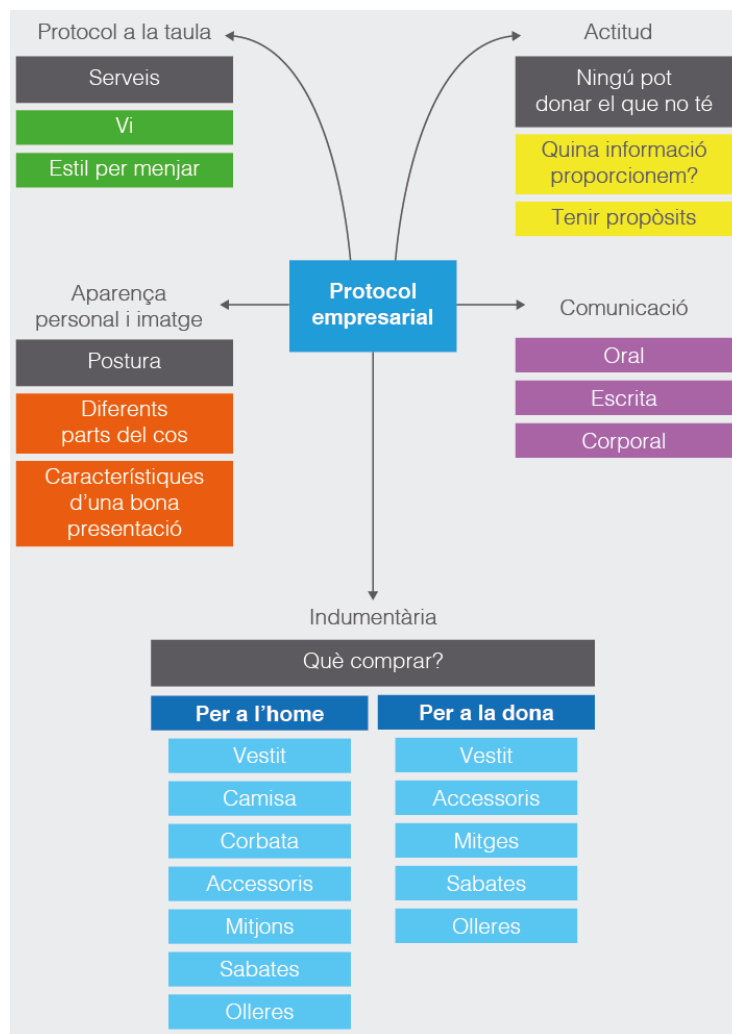 Protocol a la taula
Serveis
Vi
Estil per menjar
Actitud
Ningú pot
donar el que no té
Quina informació
proporcionem?
Tenir propòsits
Protocol
empresarial
Aparença
personal i imatge
Postura
Diferents
parts del cos
Característiques
d'una bona
presentació
Comunicació
Oral
Escrita
Corporal
Indumentària
Què comprar?
Per a l'home
Vestit
Camisa
Corbata
Accessoris
Mitjons
Sabates
Olleres
Per a la dona
Vestit
Accessoris
Mitges
Sabates
Olleres